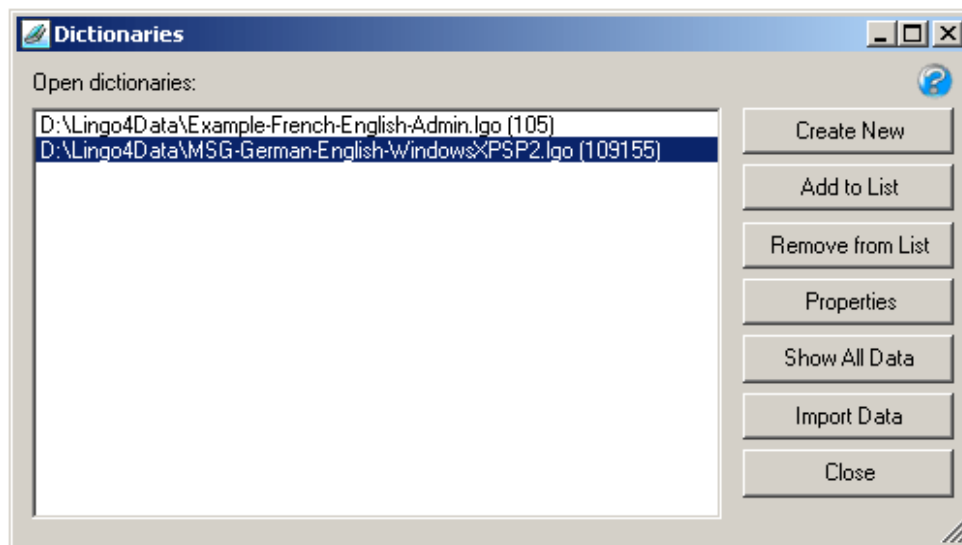 Dictionaries
Open dictionaries:
D:\Lingo4Data\Example-French-English-Admin.lgo (105)
D:\Lingo4Data\MSG-German-English-WindowsXPSP2.lgo (109155)
Create New
Add to List
Remove from List
Properties
Show All Data
Import Data
Close